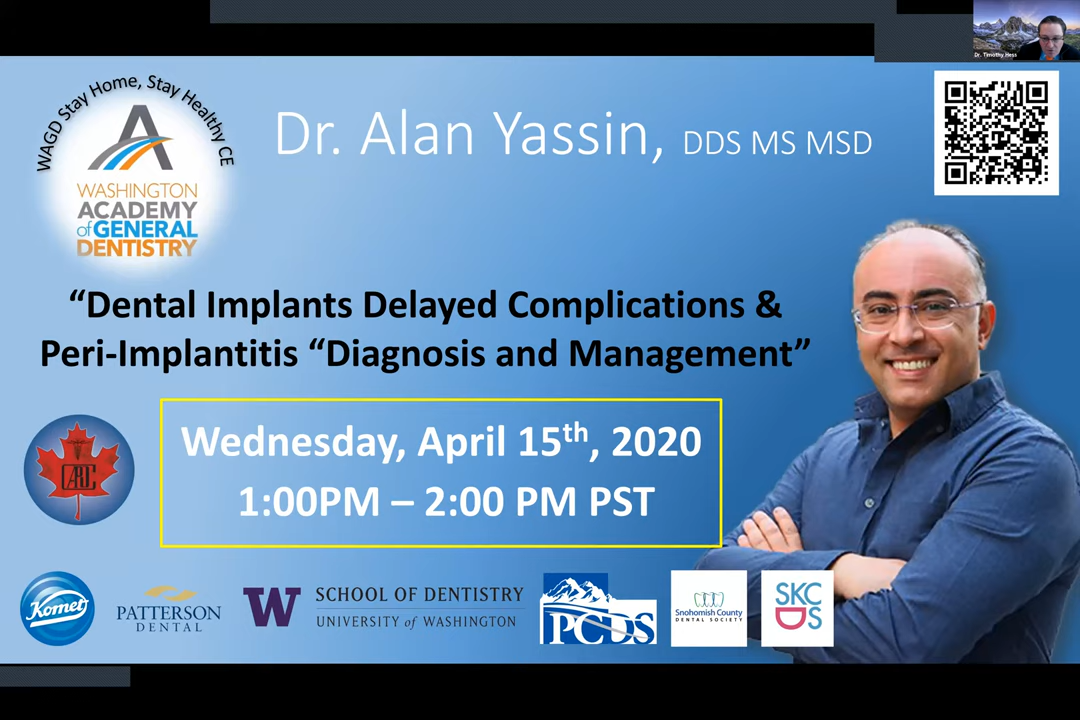 Dr. Timothy Hess
WAGD Stay Home, Stay Healthy CE
WASHINGTON
ACADEMY
of GENERAL
DENTISTRY
Dr. Alan Yassin, DDS MS MSD
“Dental Implants Delayed Complications &
Peri-Implantitis “Diagnosis and Management”
Wednesday, April 15th, 2020
1:00PM – 2:00 PM PST
Komet
PATTERSON
DENTAL
W
SCHOOL OF DENTISTRY
UNIVERSITY of WASHINGTON
PCDS
Snohomish County
DENTAL SOCIETY
SKC
DS